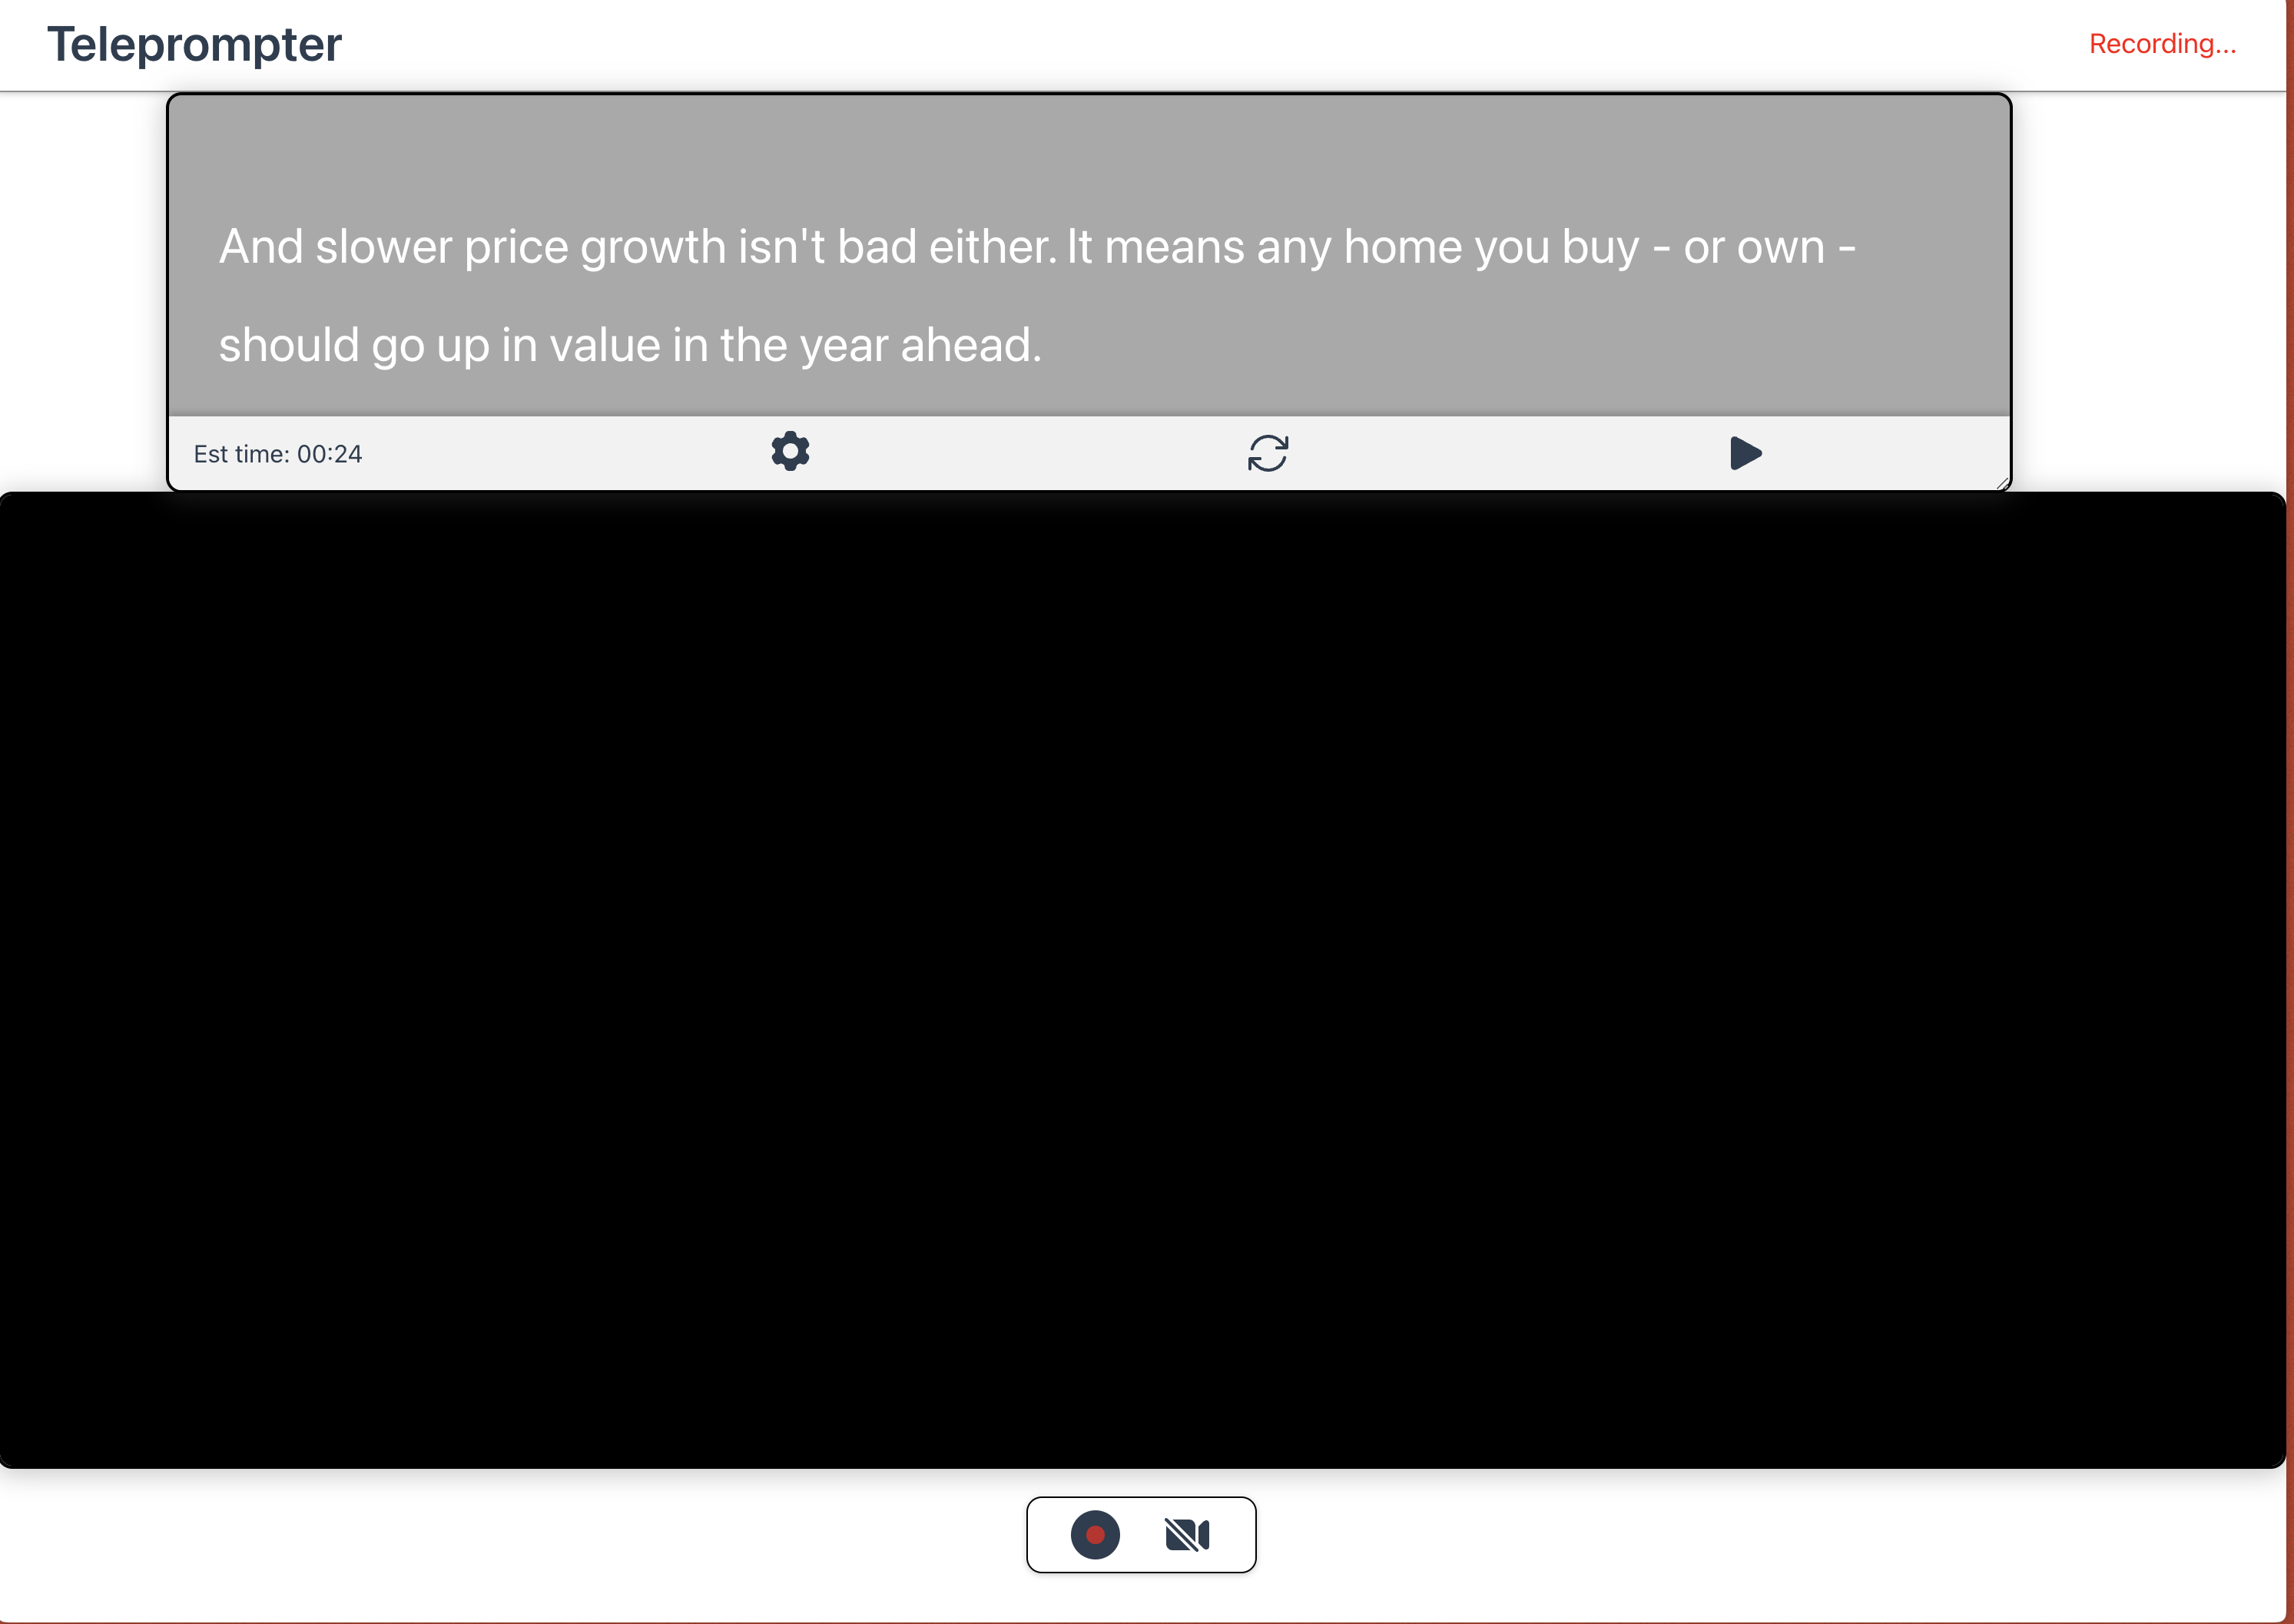 Teleprompter
Recording...
And slower price growth isn't bad either. It means any home you buy - or own -
should go up in value in the year ahead.
Est time: 00:24